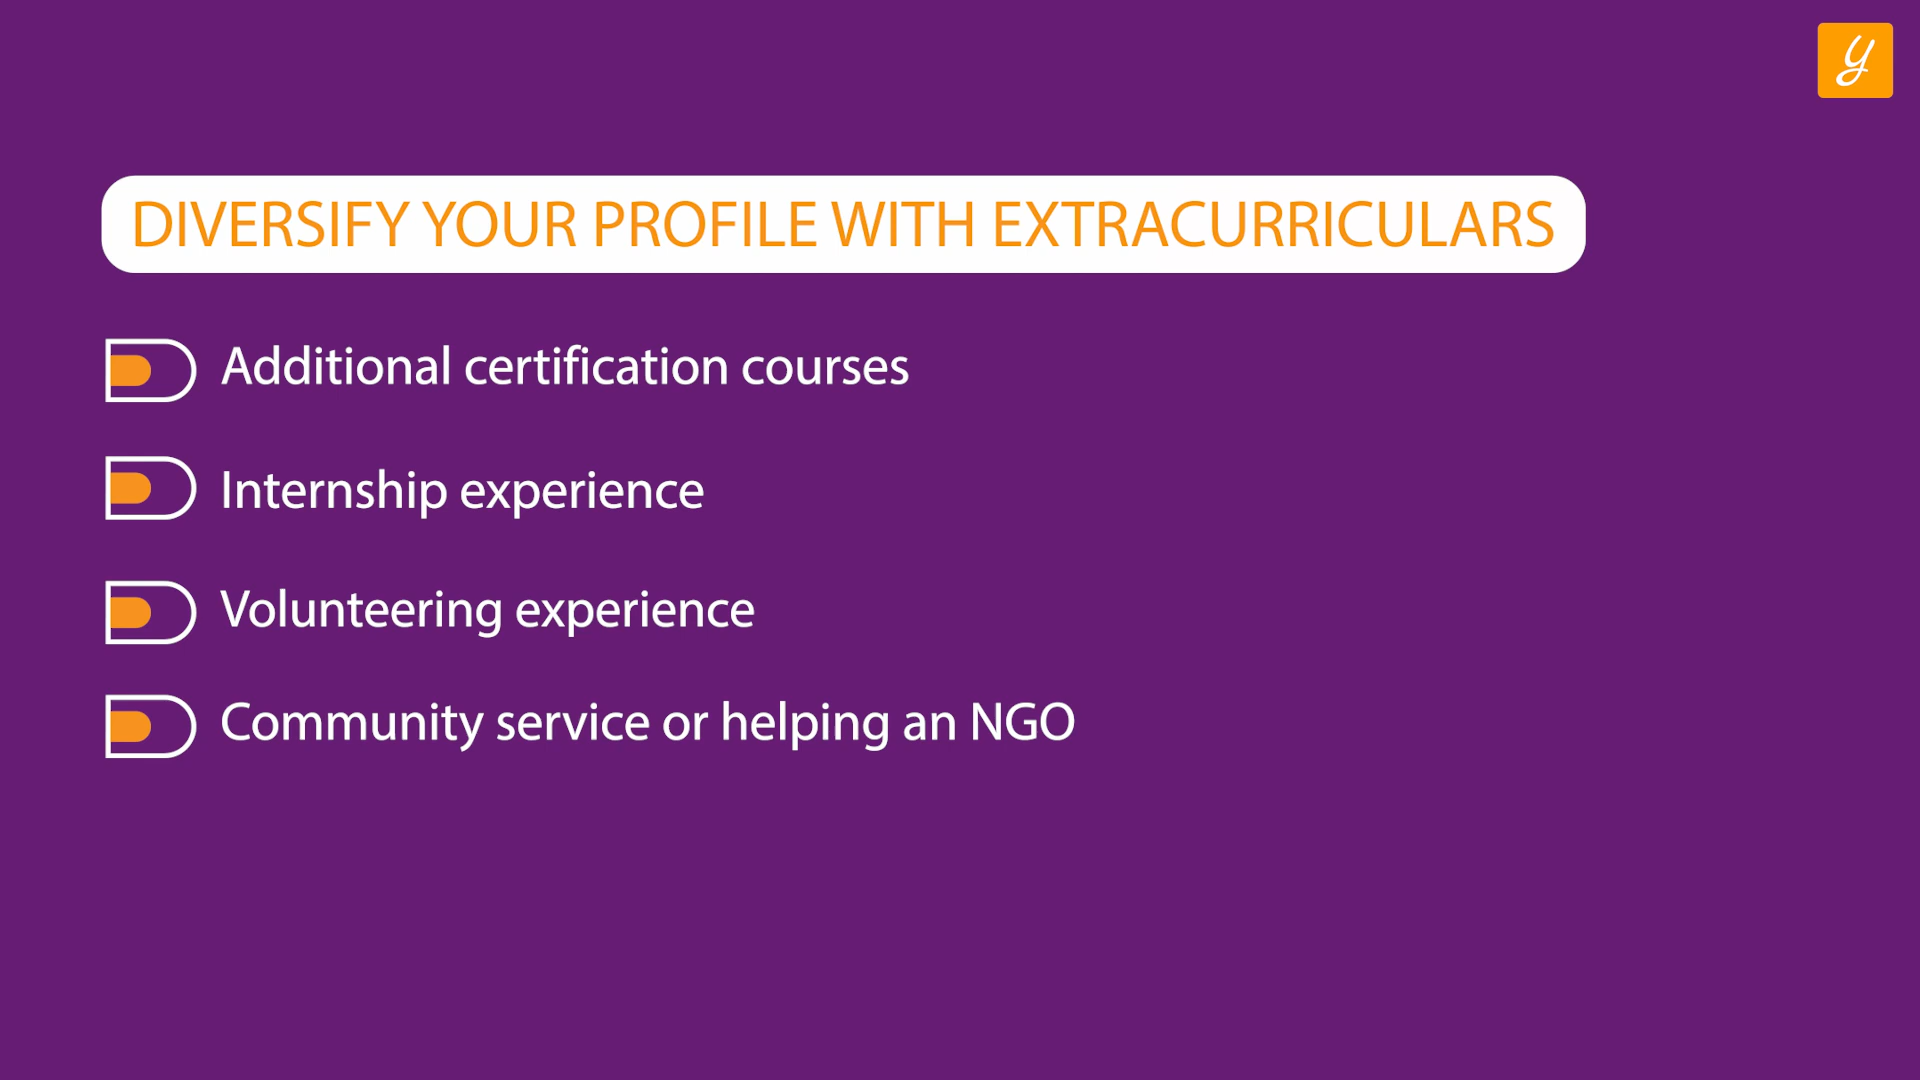 y
DIVERSIFY YOUR PROFILE WITH EXTRACURRICULARS
Additional certification courses
Internship experience
Volunteering experience
Community service or helping an NGO